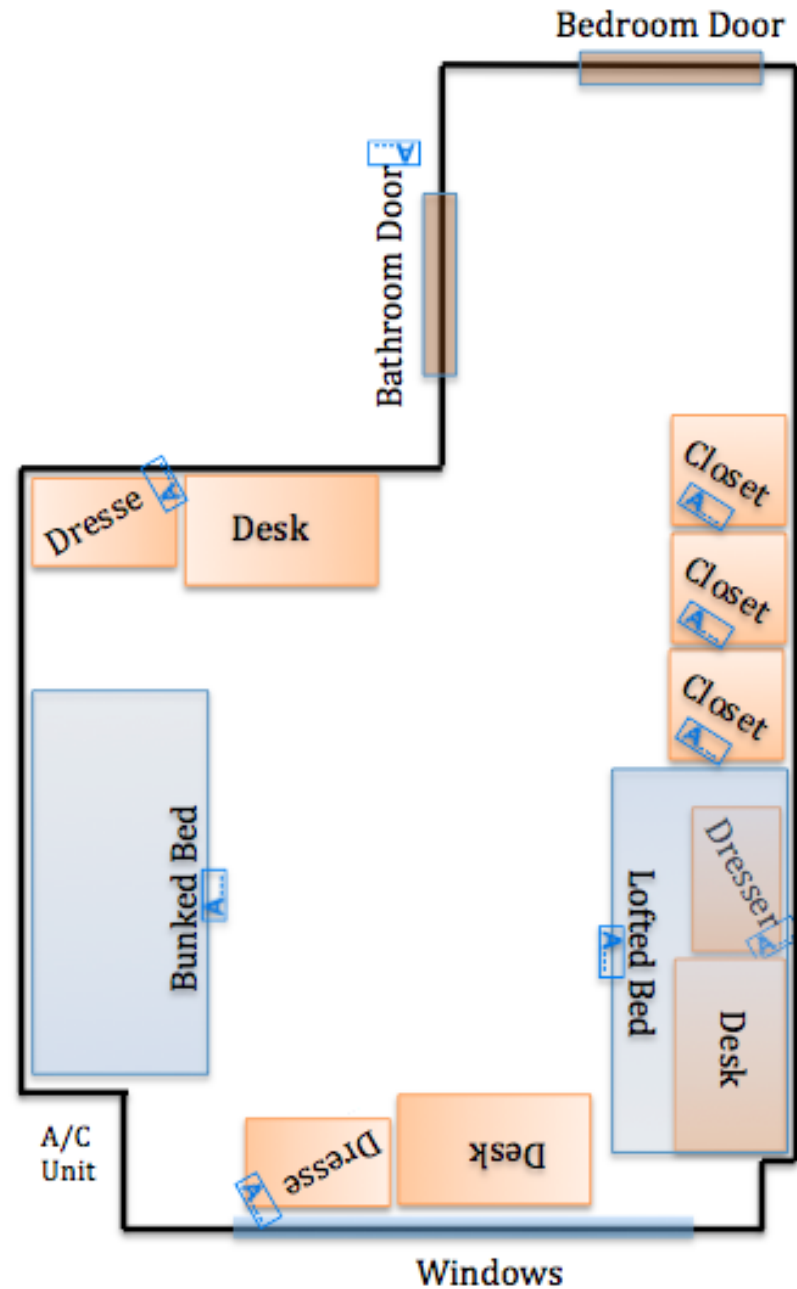 Bedroom Door
A...
Bathroom Door
Closet
A...
Dresse
A...
Desk
Closet
A...
Closet
A...
Dresser
A...
Bunked Bed
A...
Lofted Bed
A...
Desk
A/C
Unit
Dresse
A...
Desk
Windows